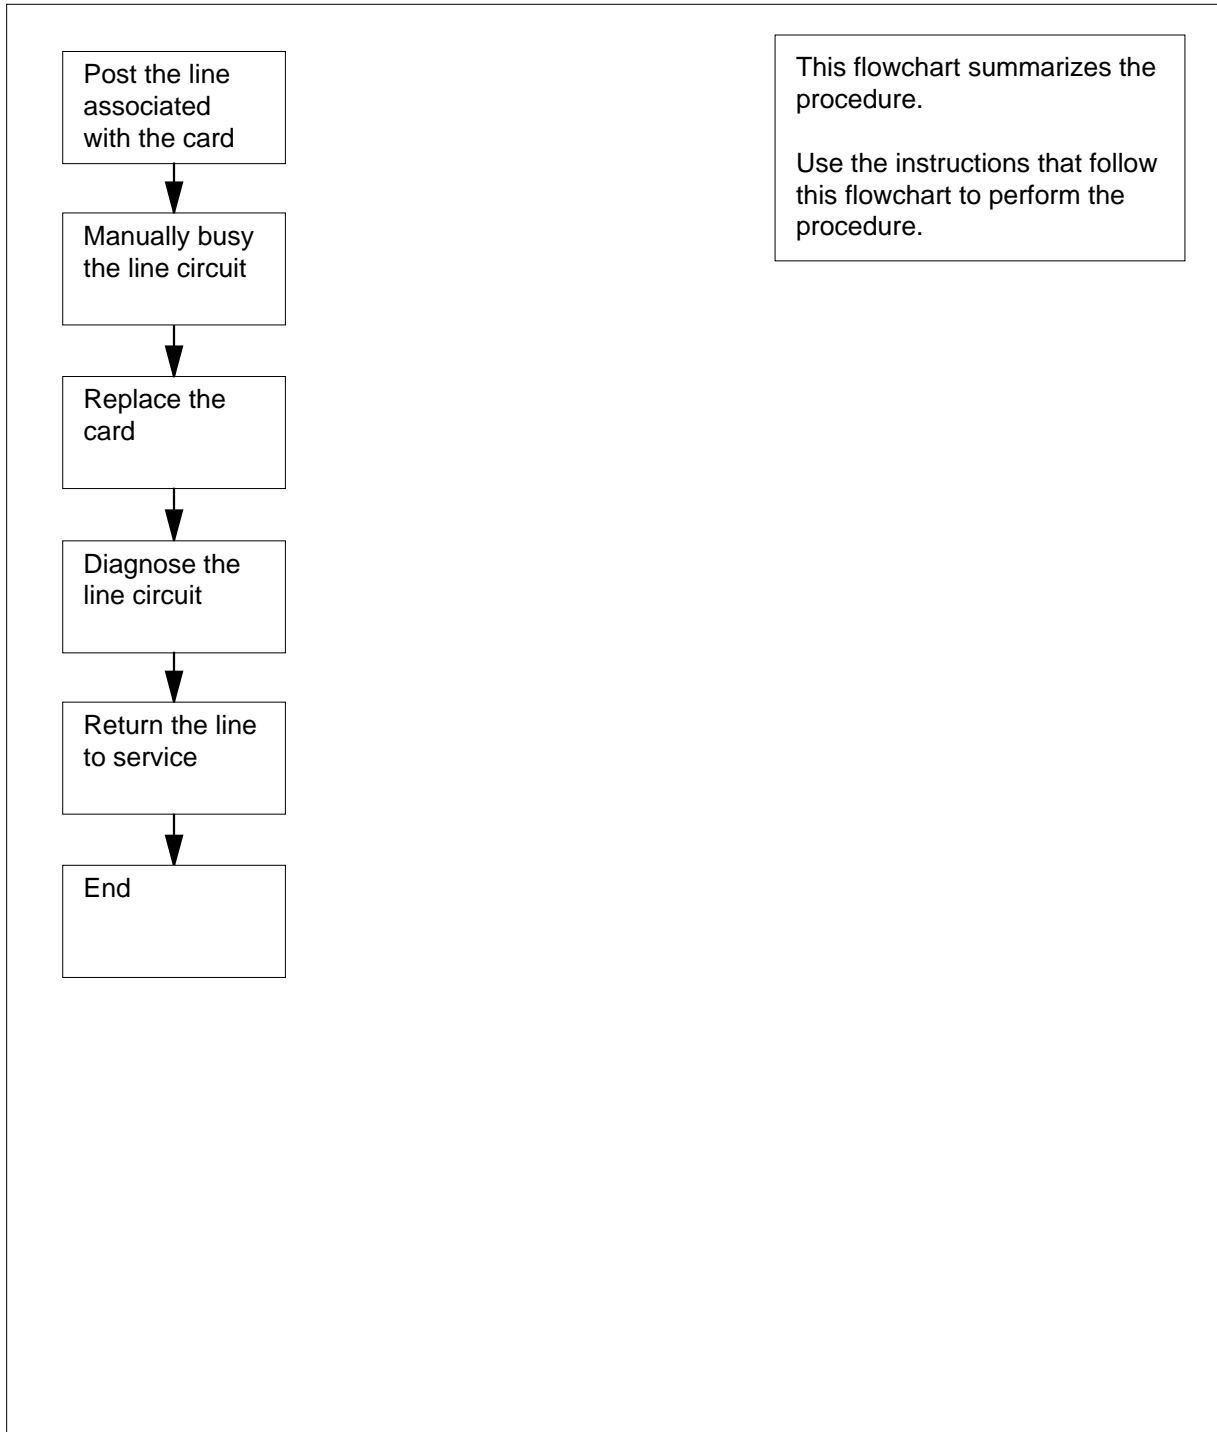 Post the line
associated
with the card
Manually busy
the line circuit
Replace the
card
Diagnose the
line circuit
Return the line
to service
End
This flowchart summarizes the
procedure.
Use the instructions that follow
this flowchart to perform the
procedure.